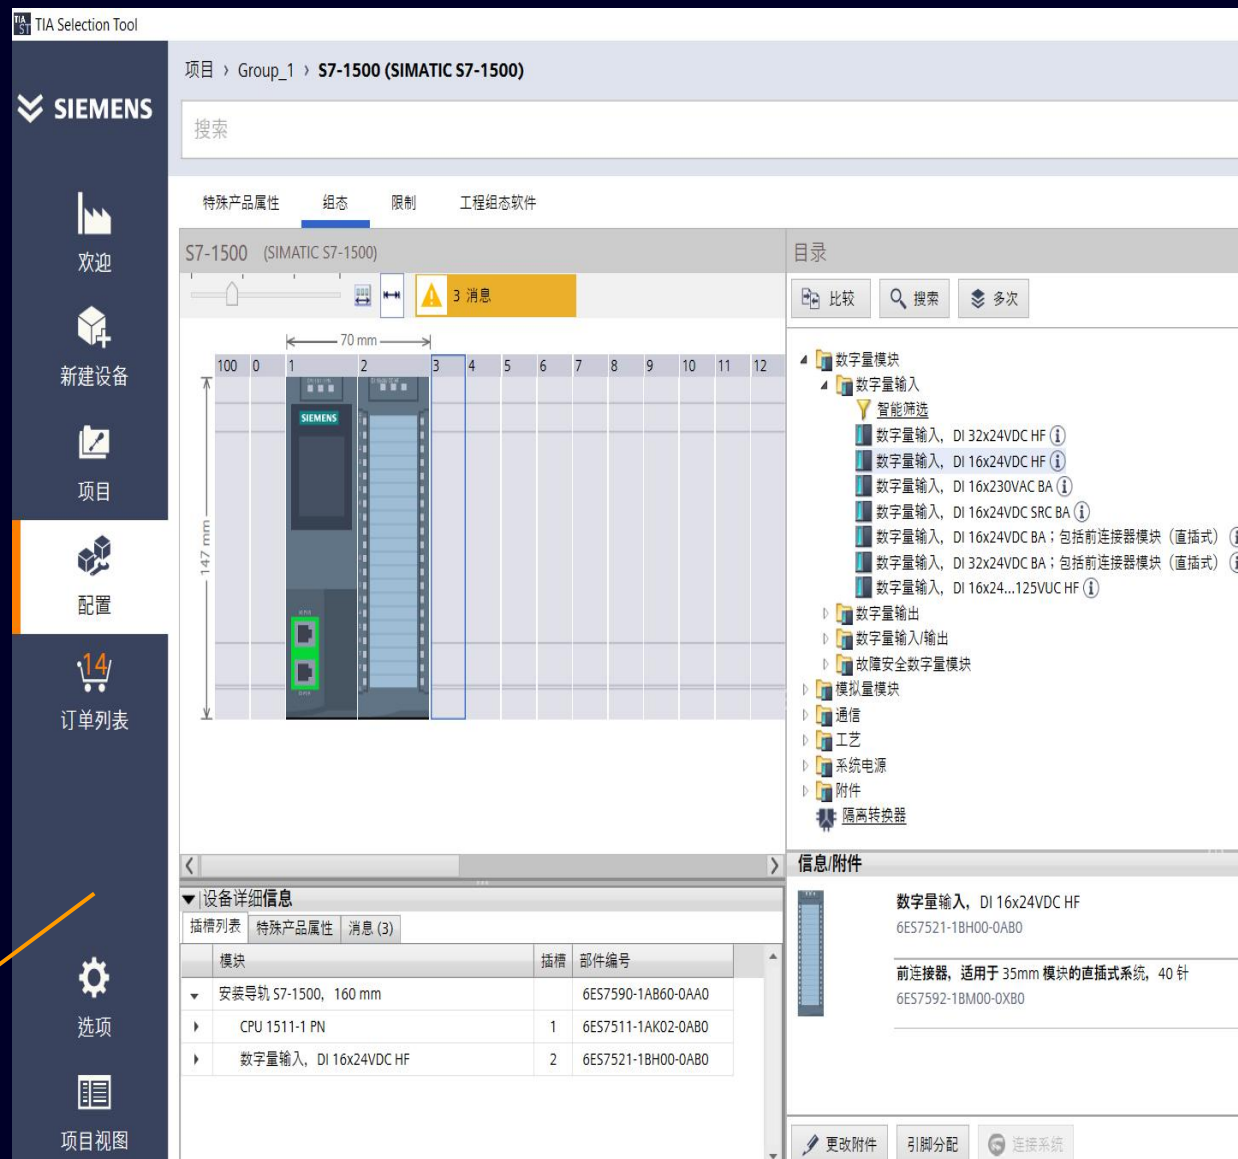 TIA Selection Tool
项目 › Group_1 › S7-1500 (SIMATIC S7-1500)
SIEMENS
搜索
特殊产品属性 组态 限制 工程组态软件
S7-1500 (SIMATIC S7-1500)
目录
3 消息
比较 搜索 多次
70 mm
100 0 1 2 3 4 5 6 7 8 9 10 11 12
SIEMENS
147 mm
欢迎
新建设备
项目
配置
14
订单列表
选项
项目视图
数字量模块
数字量输入
智能筛选
数字量输入，DI 32x24VDC HF
数字量输入，DI 16x24VDC HF
数字量输入，DI 16x230VAC BA
数字量输入，DI 16x24VDC SRC BA
数字量输入，DI 16x24VDC BA；包括前连接器模块（直插式）
数字量输入，DI 32x24VDC BA；包括前连接器模块（直插式）
数字量输入，DI 16x24...125VUC HF
数字量输出
数字量输入/输出
故障安全数字量模块
模拟量模块
通信
工艺
系统电源
附件
隔离转换器
设备详细信息
插槽列表 特殊产品属性 消息 (3)
模块 插槽 部件编号
安装导轨 S7-1500，160 mm 6ES7590-1AB60-0AA0
CPU 1511-1 PN 1 6ES7511-1AK02-0AB0
数字量输入，DI 16x24VDC HF 2 6ES7521-1BH00-0AB0
信息/附件
数字量输入，DI 16x24VDC HF
6ES7521-1BH00-0AB0
前连接器，适用于 35mm 模块的直插式系统，40 针
6ES7592-1BM00-0XB0
更改附件 引脚分配 连接系统